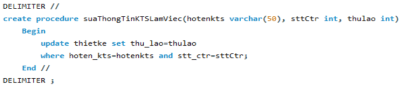 DELIMITER //
create procedure suaThongTinKTSLamViec(hotenkts varchar(50), sttCtr int, thulao int)
Begin
update thietke set thu_lao=thulao
where hoten_kts=hotenkts and stt_ctr=sttCtr;
End //
DELIMITER ;